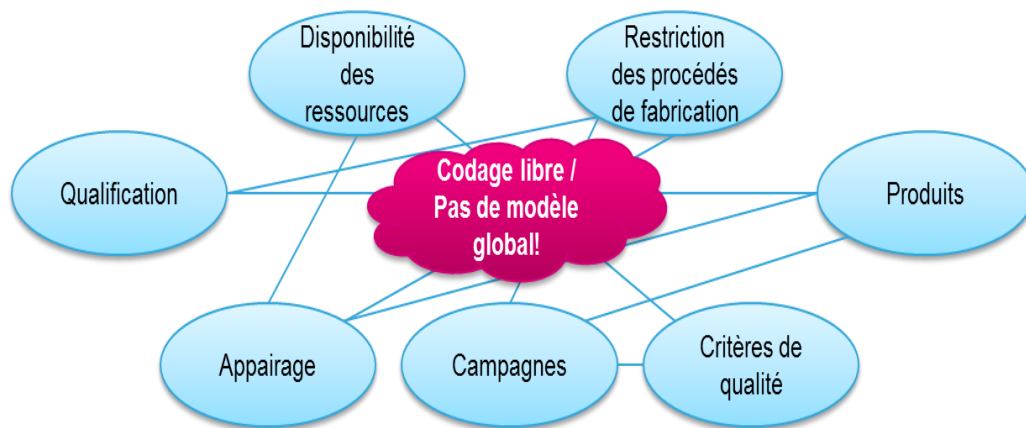 Disponibilité
des
ressources
Restriction
des procédés
de fabrication
Qualification
Codage libre /
Pas de modèle
global!
Produits
Appairage
Campagnes
Critères de
qualité